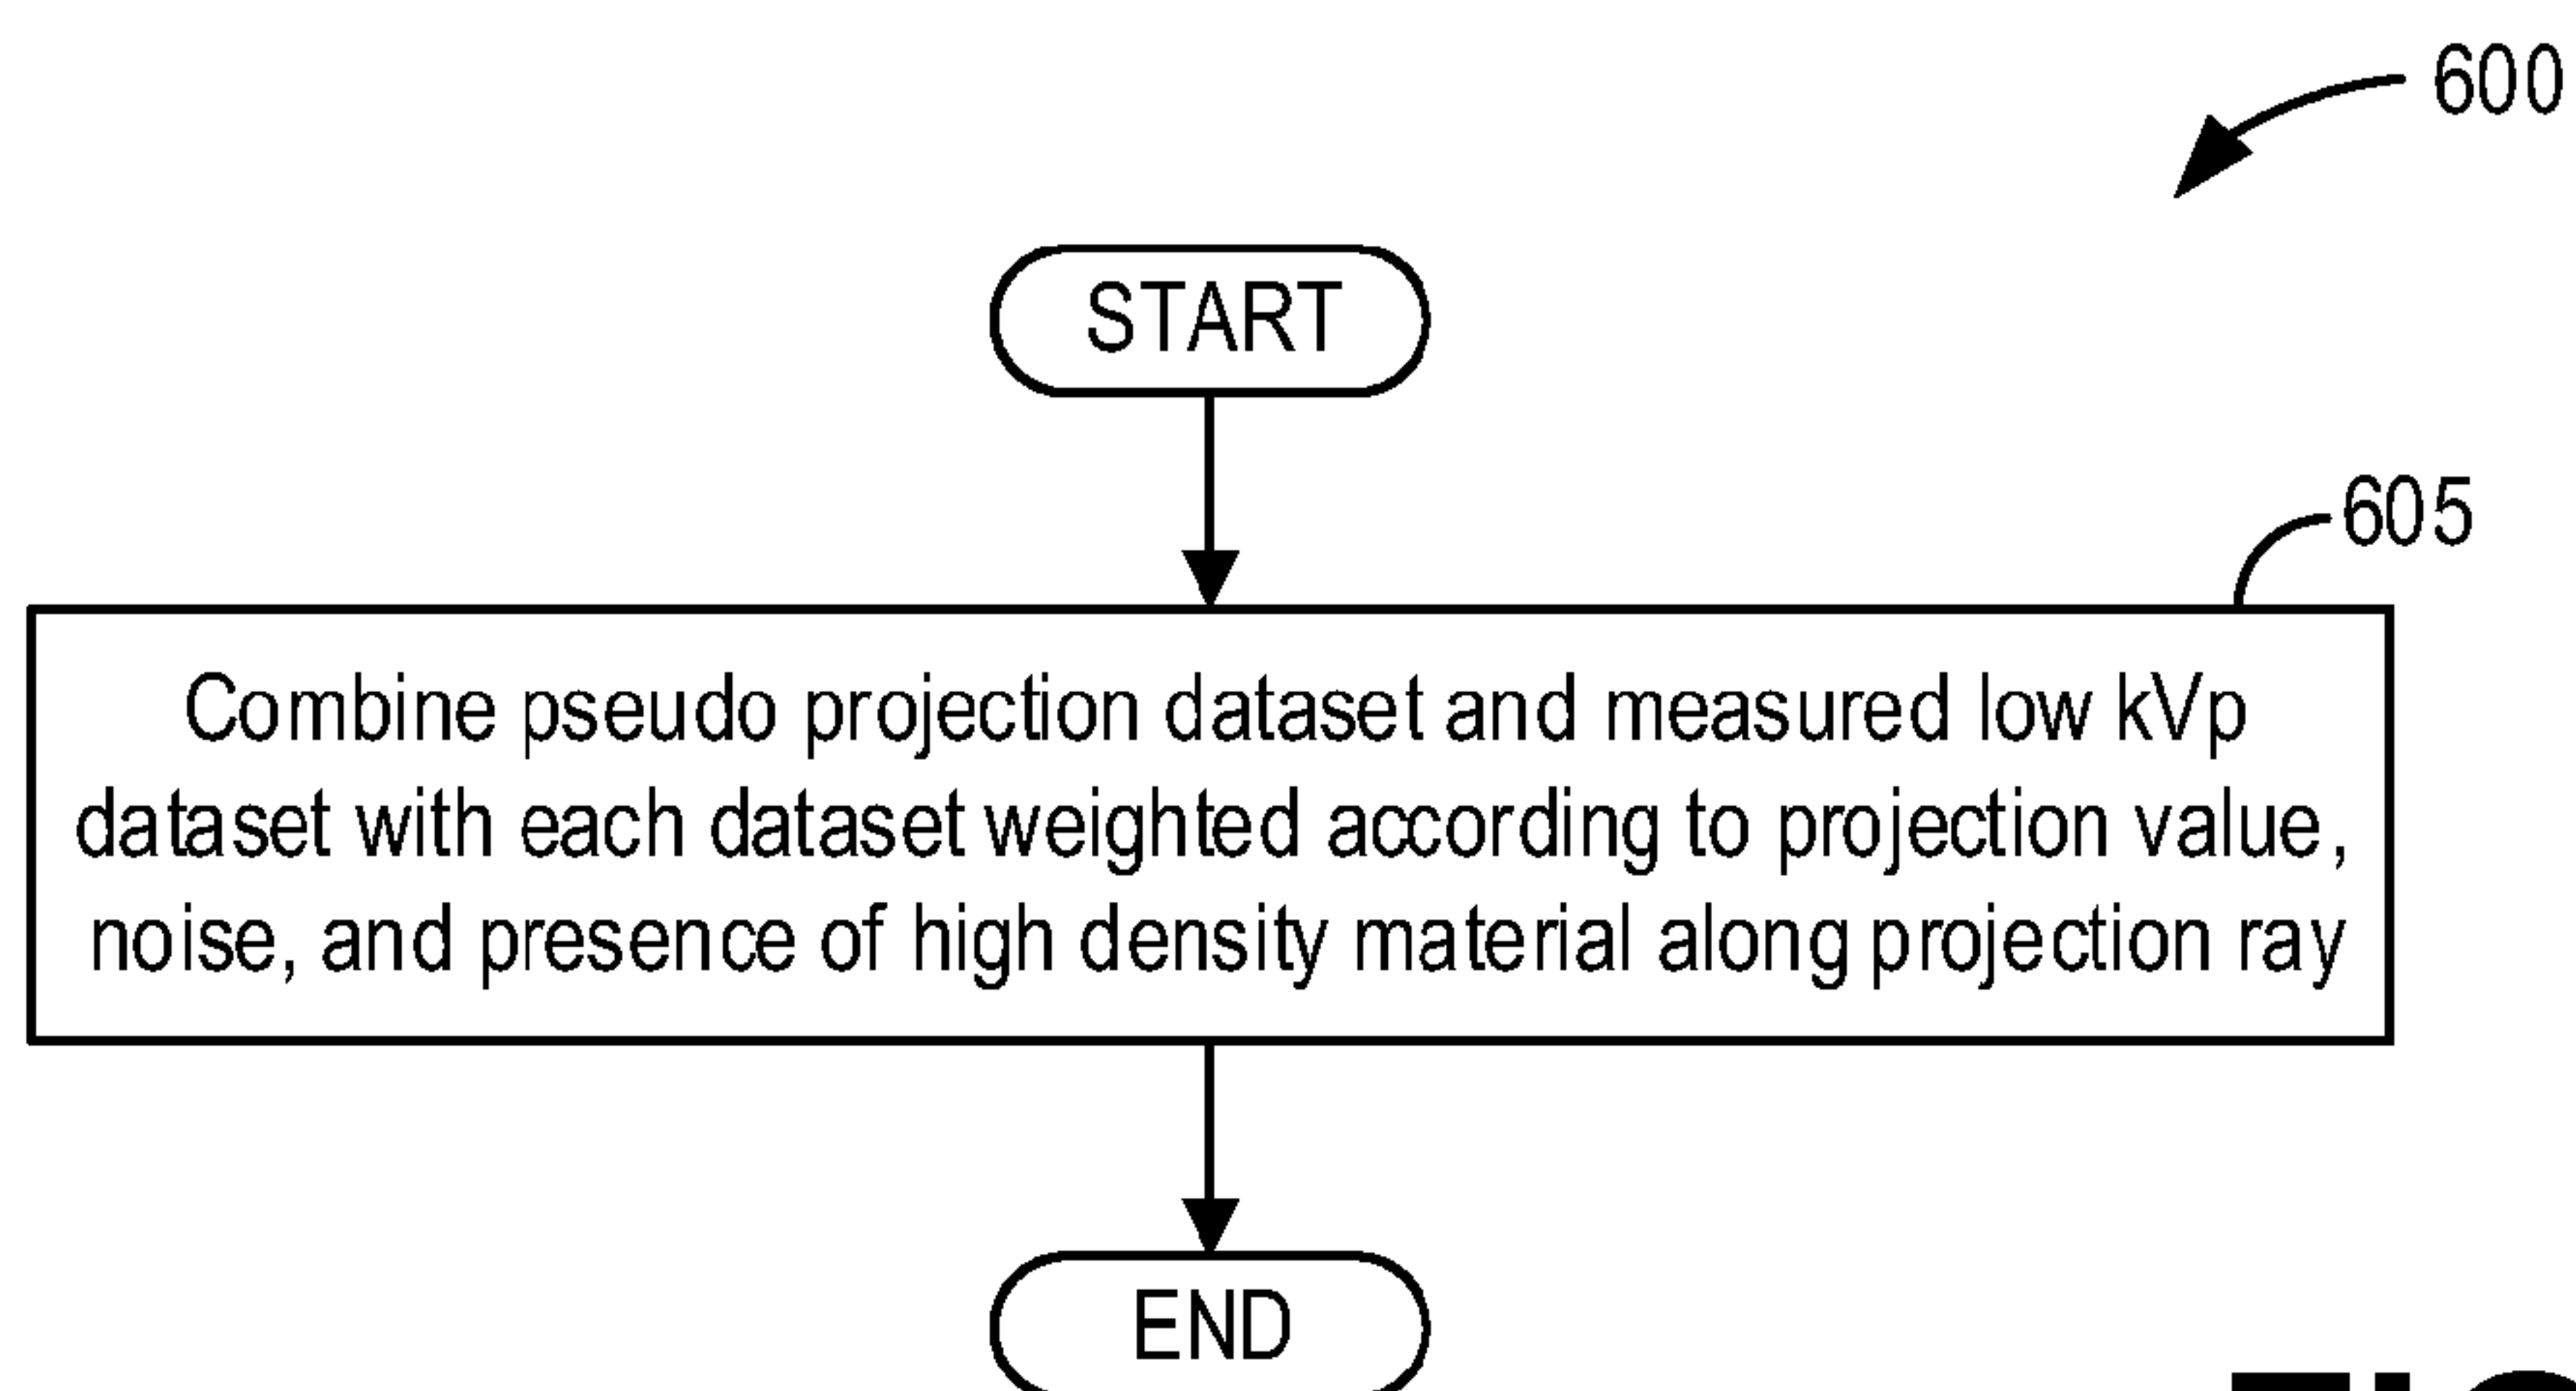 600
START
605
Combine pseudo projection dataset and measured low kVp
dataset with each dataset weighted according to projection value,
noise, and presence of high density material along projection ray
END